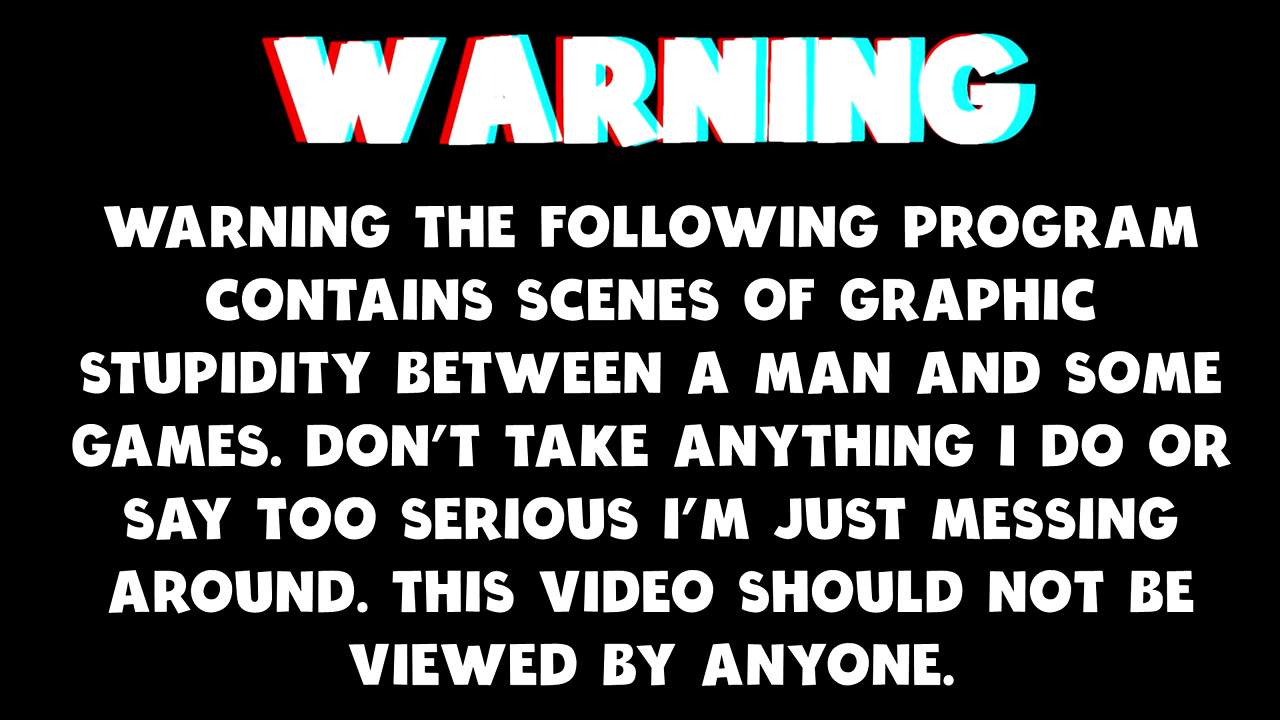 WARNING
WARNING THE FOLLOWING PROGRAM
CONTAINS SCENES OF GRAPHIC
STUPIDITY BETWEEN A MAN AND SOME
GAMES. DON'T TAKE ANYTHING I DO OR
SAY TOO SERIOUS I'M JUST MESSING
AROUND. THIS VIDEO SHOULD NOT BE
VIEWED BY ANYONE.